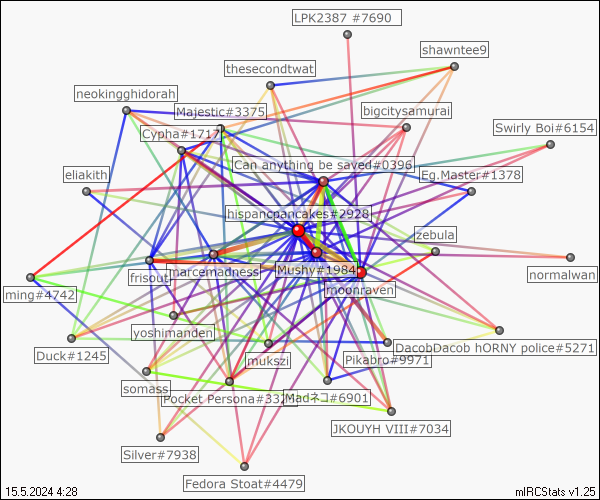 LPK2387 #7690
shawntee9
thesecondtwat
neokingghidorah
Majestic#3375
bigcitysamurai
Swirly Boi#6154
Cypha#1717
Can anything be saved#0396
eliakith
Eg.Master#1378
hispancpancakes#2928
zebula
frisout
marcemadness
Mushy#1984
normalwan
ming#4742
moonraven
yoshimanden
Duck#1245
mukszi
Pikabro#9971
DacobDacob hORNY police#5271
somass
Pocket Persona#332
Madネコ#6901
JKOUYH VIII#7034
Silver#7938
Fedora Stoat#4479
15.5.2024 4:28
mIRCStats v1.25